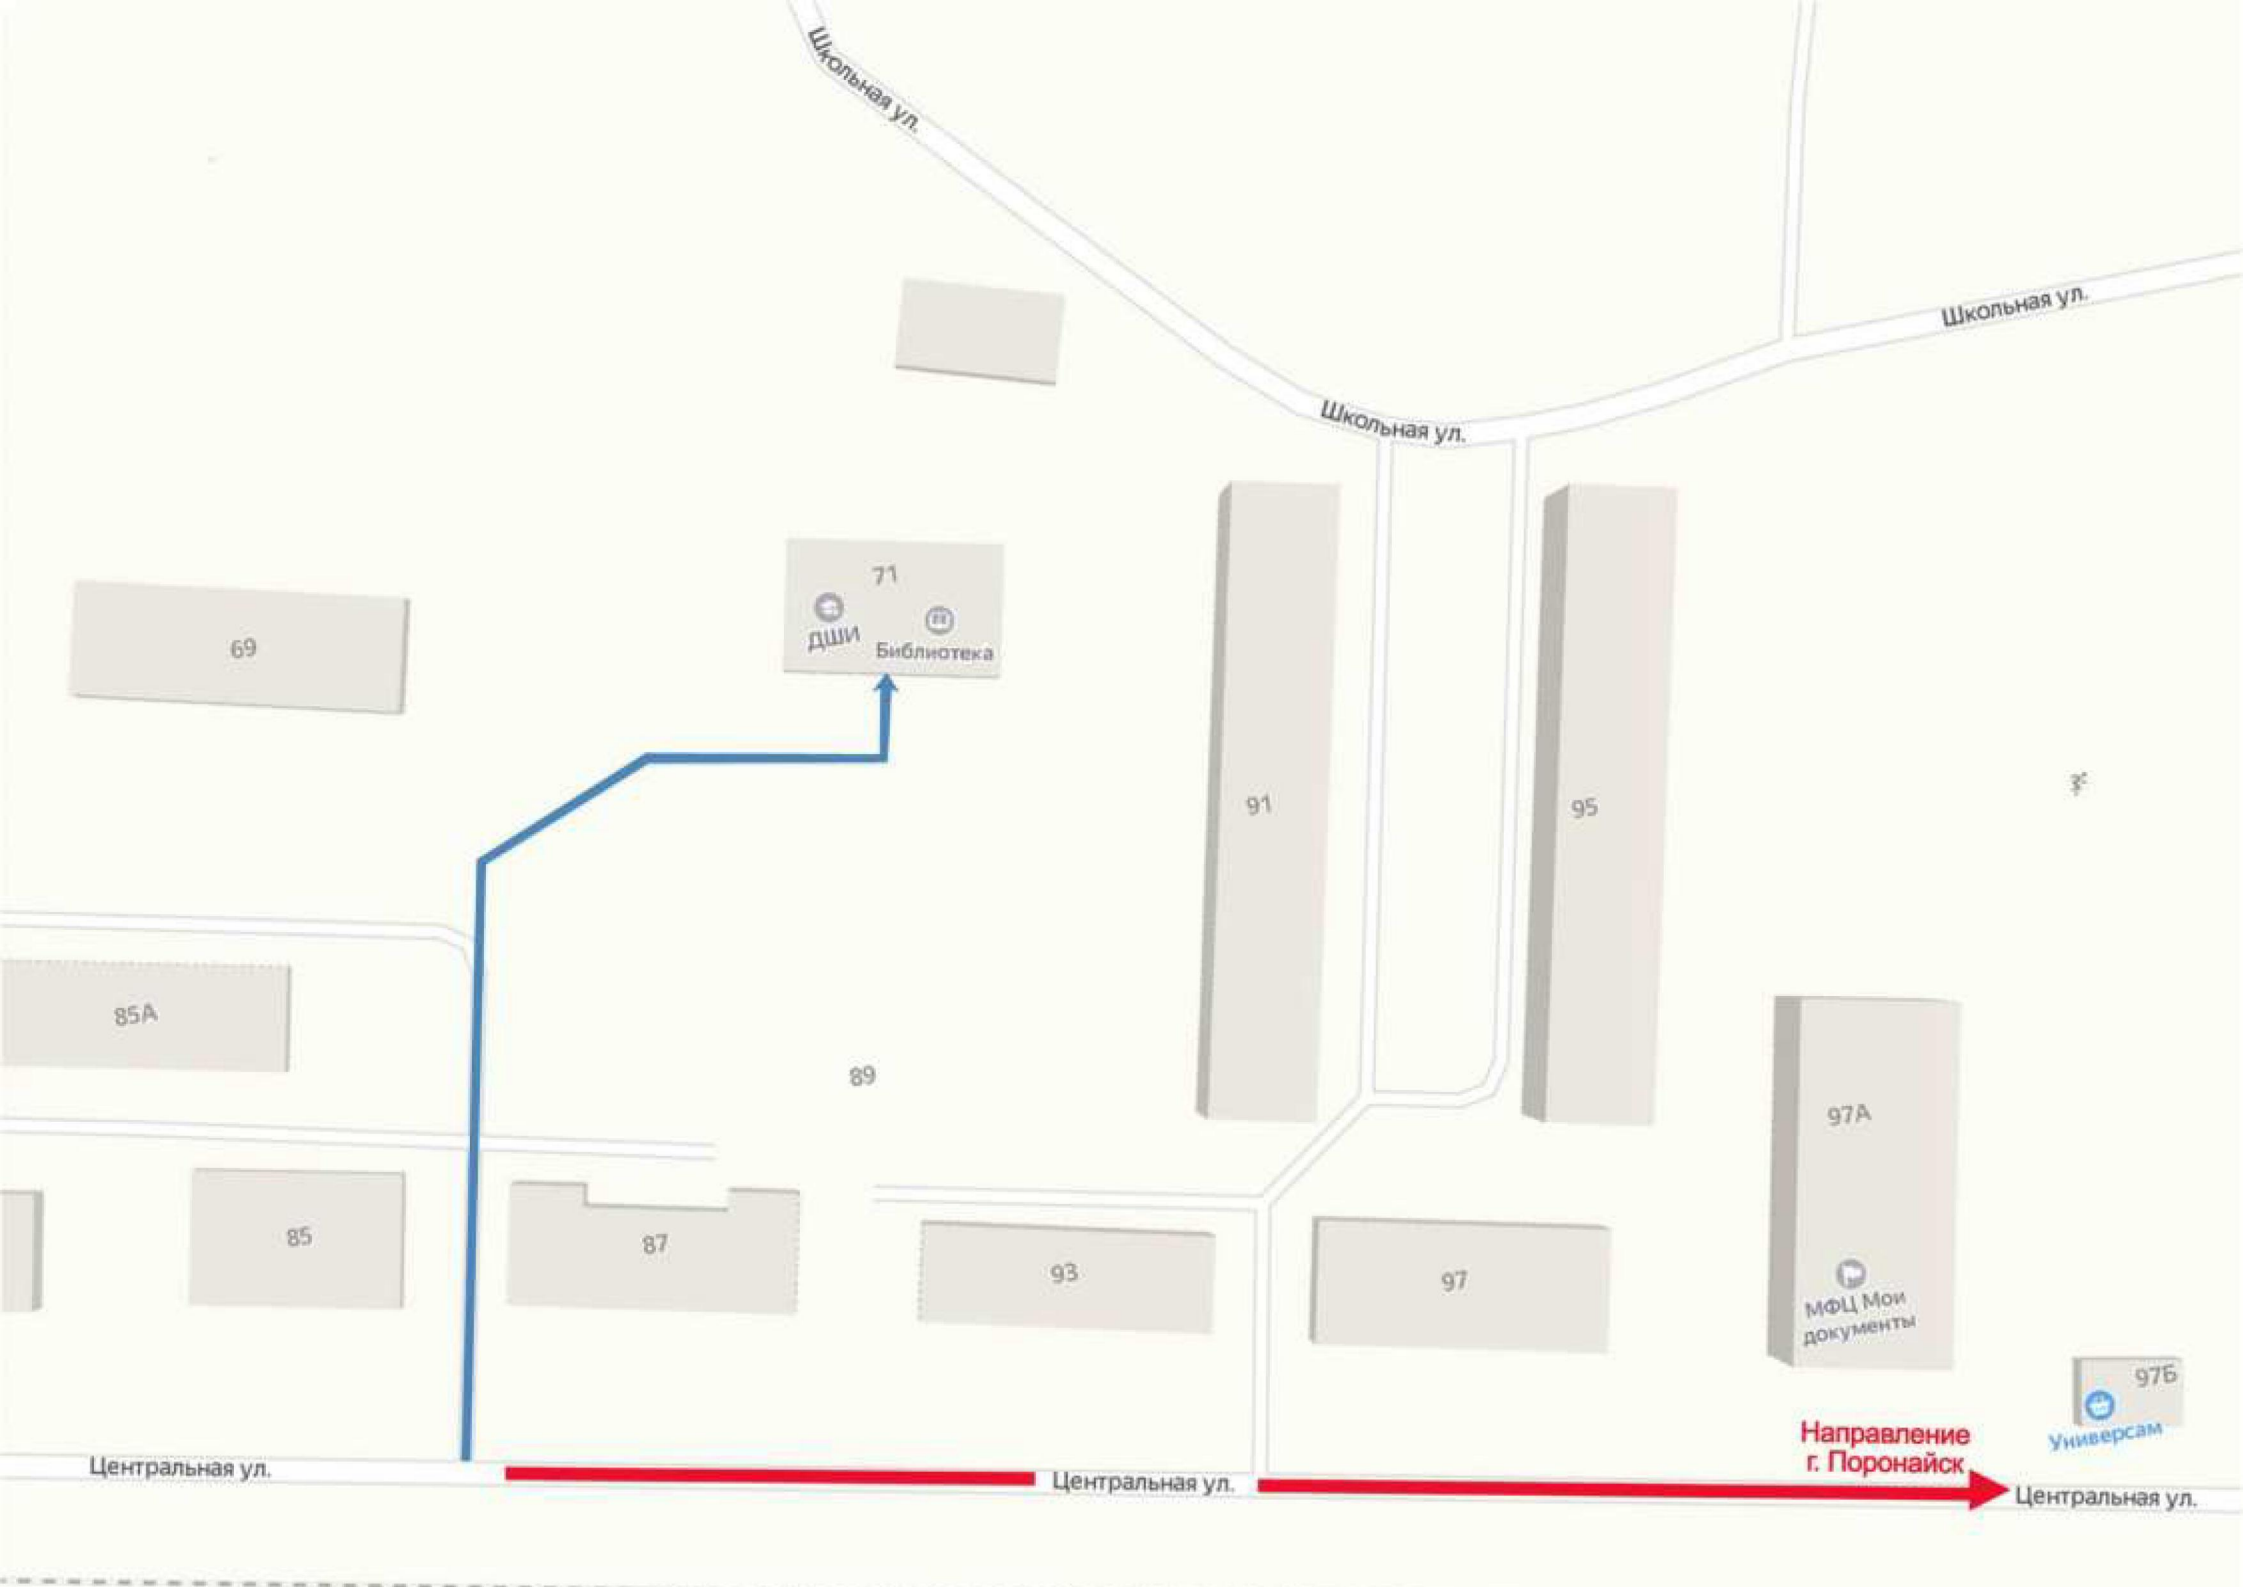 Школьная ул.
Школьная ул.
Школьная ул.
71
ДШИ
Библиотека
69
91
95
85А
89
97А
85
87
93
97
МФЦ Мои
документы
97Б
Универсам
Направление
г. Поронайск
Центральная ул.
Центральная ул.
Центральная ул.